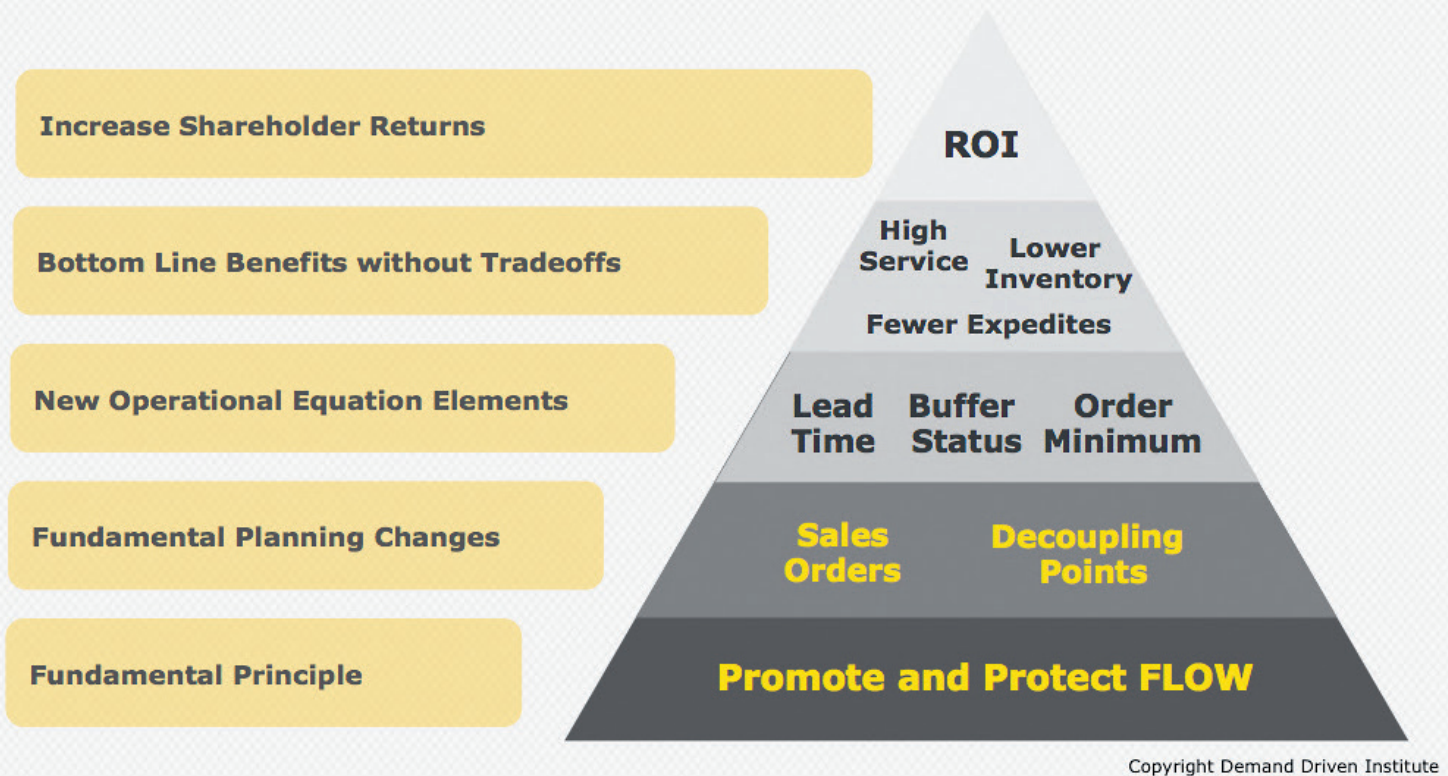 Increase Shareholder Returns
ROI
Bottom Line Benefits without Tradeoffs
High
Service
Lower
Inventory
Fewer Expedites
New Operational Equation Elements
Lead
Time
Buffer
Status
Order
Minimum
Fundamental Planning Changes
Sales
Orders
Decoupling
Points
Fundamental Principle
Promote and Protect FLOW
Copyright Demand Driven Institute